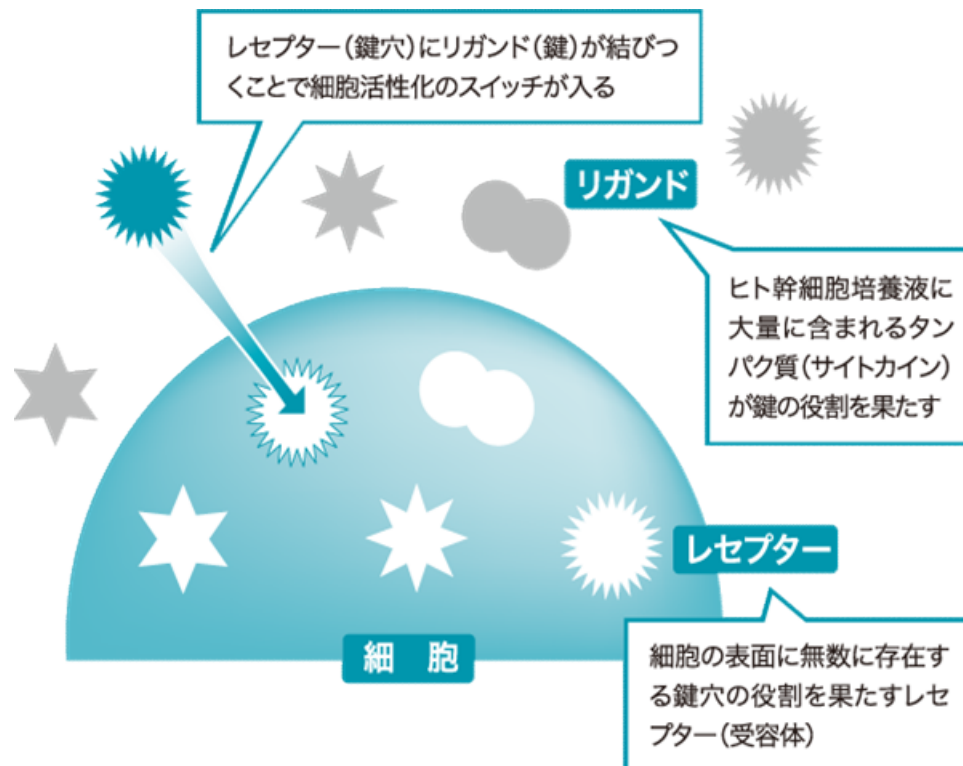 レセプター(鍵穴)にリガンド(鍵)が結びつ
くことで細胞活性化のスイッチが入る
リガンド
ヒト幹細胞培養液に
大量に含まれるタン
パク質(サイトカイン)
が鍵の役割を果たす
レセプター
細胞
細胞の表面に無数に存在す
る鍵穴の役割を果たすレセ
プター(受容体)